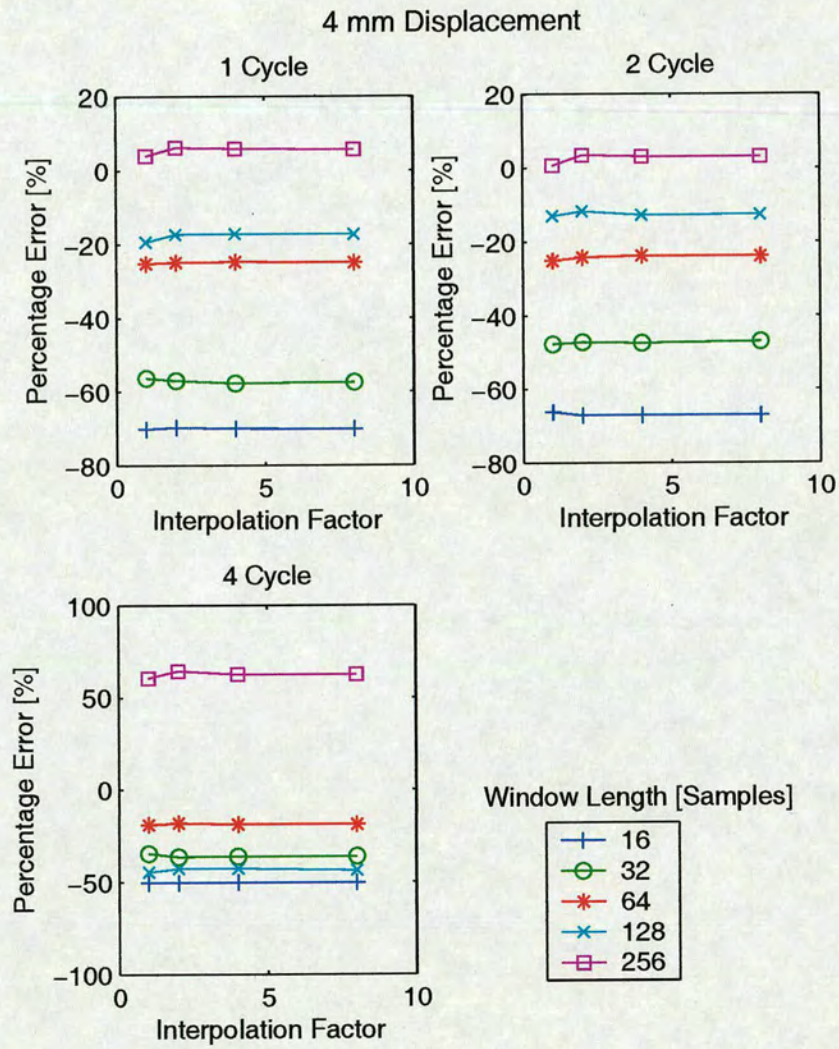 4 mm Displacement
1 Cycle
20
0
−20
−40
−60
−80
Percentage Error [%]
0 5 10
Interpolation Factor
2 Cycle
20
0
−20
−40
−60
−80
Percentage Error [%]
0 5 10
Interpolation Factor
4 Cycle
100
50
0
−50
−100
Percentage Error [%]
0 5 10
Interpolation Factor
Window Length [Samples]
16
32
64
128
256